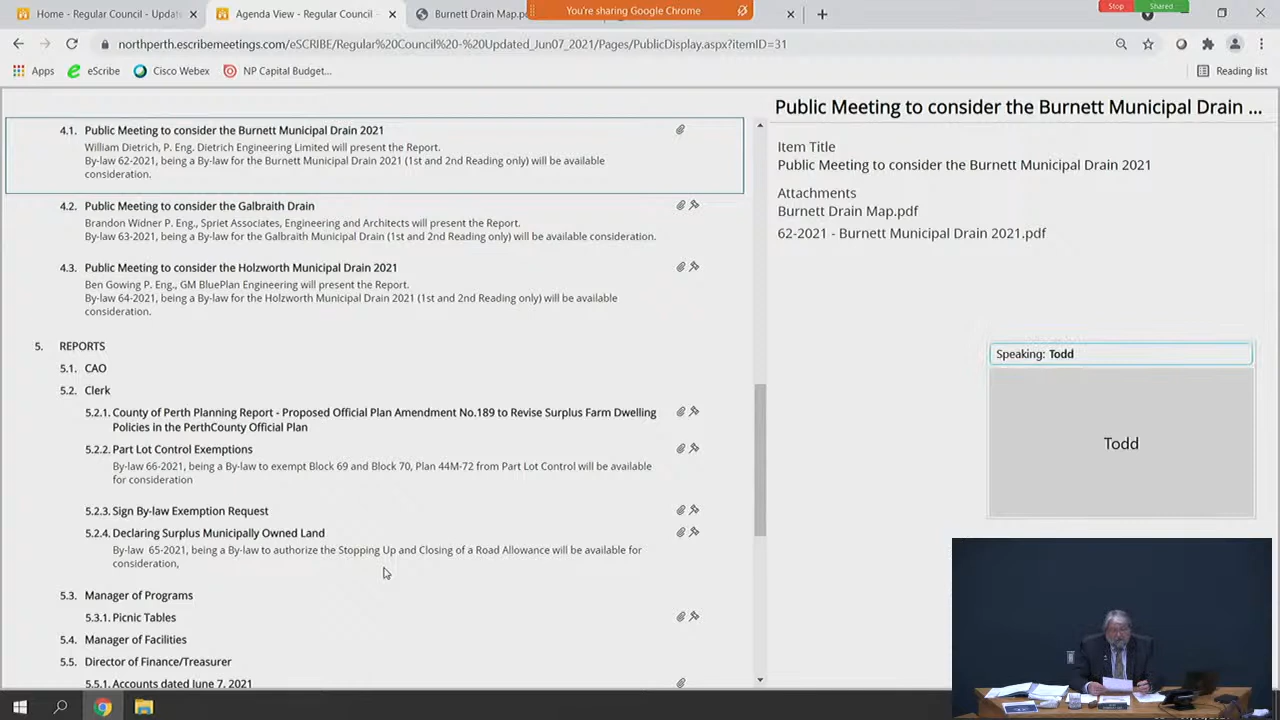 Home - Regular Council - Update
Agenda View - Regular Council -
Burnett Drain Map.p
You're sharing Google Chrome
Stop
Shared
northperth.escribemeetings.com/eSCRIBE/Regular%20Council%20-%20Updated_Jun07_2021/Pages/PublicDisplay.aspx?itemID=31
Apps
eScribe
Cisco Webex
NP Capital Budget...
Reading list
4.1. Public Meeting to consider the Burnett Municipal Drain 2021
William Dietrich, P. Eng. Dietrich Engineering Limited will present the Report.
By-law 62-2021, being a By-law for the Burnett Municipal Drain 2021 (1st and 2nd Reading only) will be available
consideration.
4.2. Public Meeting to consider the Galbraith Drain
Brandon Widner P. Eng., Spriet Associates, Engineering and Architects will present the Report.
By-law 63-2021, being a By-law for the Galbraith Municipal Drain (1st and 2nd Reading only) will be available consideration.
4.3. Public Meeting to consider the Holzworth Municipal Drain 2021
Ben Gowing P. Eng., GM BluePlan Engineering will present the Report.
By-law 64-2021, being a By-law for the Holzworth Municipal Drain 2021 (1st and 2nd Reading only) will be available
consideration.
5. REPORTS
5.1. CAO
5.2. Clerk
5.2.1. County of Perth Planning Report - Proposed Official Plan Amendment No.189 to Revise Surplus Farm Dwelling
Policies in the PerthCounty Official Plan
5.2.2. Part Lot Control Exemptions
By-law 66-2021, being a By-law to exempt Block 69 and Block 70, Plan 44M-72 from Part Lot Control will be available
for consideration
5.2.3. Sign By-law Exemption Request
5.2.4. Declaring Surplus Municipally Owned Land
By-law 65-2021, being a By-law to authorize the Stopping Up and Closing of a Road Allowance will be available for
consideration,
5.3. Manager of Programs
5.3.1. Picnic Tables
5.4. Manager of Facilities
5.5. Director of Finance/Treasurer
5.5.1. Accounts dated June 7, 2021
Public Meeting to consider the Burnett Municipal Drain ...
Item Title
Public Meeting to consider the Burnett Municipal Drain 2021
Attachments
Burnett Drain Map.pdf
62-2021 - Burnett Municipal Drain 2021.pdf
Speaking: Todd
Todd